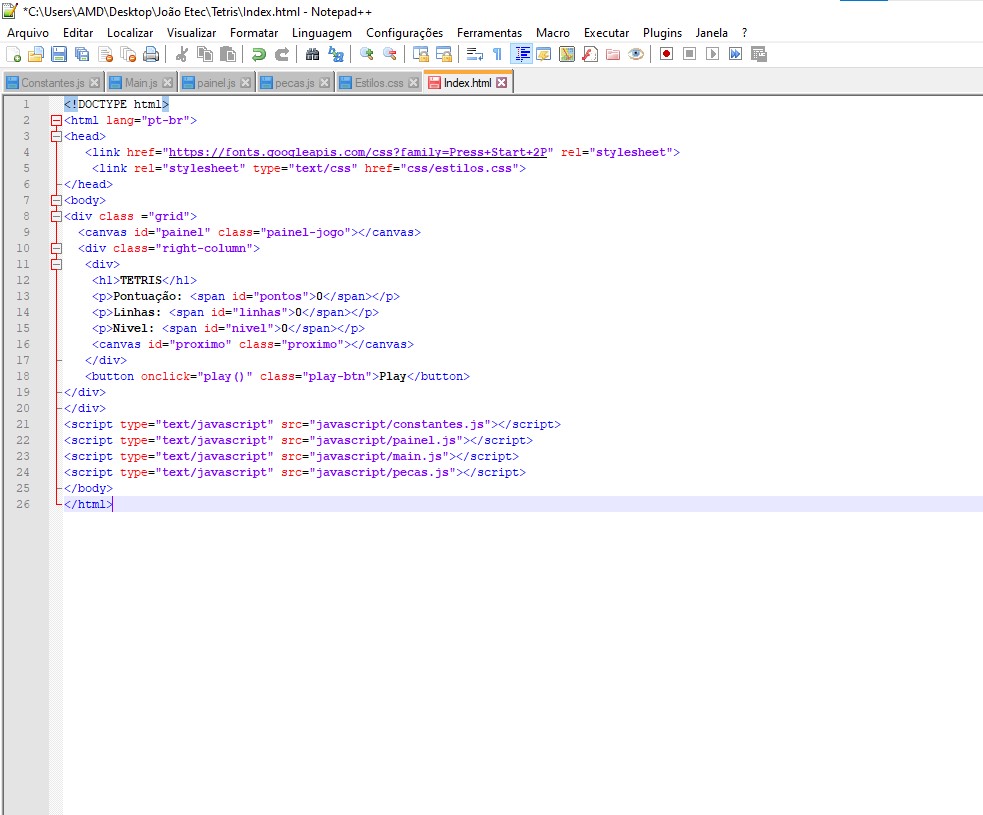 *C:\Users\AMD\Desktop\João Etec\Tetris\Index.html - Notepad++
Arquivo Editar Localizar Visualizar Formatar Linguagem Configurações Ferramentas Macro Executar Plugins Janela ?
Constantes.js Main.js painel.js pecas.js Estilos.css Index.html
1 <!DOCTYPE html>
2 <html lang="pt-br">
3 <head>
4 <link href="https://fonts.googleapis.com/css?family=Press+Start+2P" rel="stylesheet">
5 <link rel="stylesheet" type="text/css" href="css/estilos.css">
6 </head>
7 <body>
8 <div class ="grid">
9 <canvas id="painel" class="painel-jogo"></canvas>
10 <div class="right-column">
11 <div>
12 <h1>TETRIS</h1>
13 <p>Pontuação: <span id="pontos">0</span></p>
14 <p>Linhas: <span id="linhas">0</span></p>
15 <p>Nivel: <span id="nivel">0</span></p>
16 <canvas id="proximo" class="proximo"></canvas>
17 </div>
18 <button onclick="play()" class="play-btn">Play</button>
19 </div>
20 </div>
21 <script type="text/javascript" src="javascript/constantes.js"></script>
22 <script type="text/javascript" src="javascript/painel.js"></script>
23 <script type="text/javascript" src="javascript/main.js"></script>
24 <script type="text/javascript" src="javascript/pecas.js"></script>
25 </body>
26 </html>